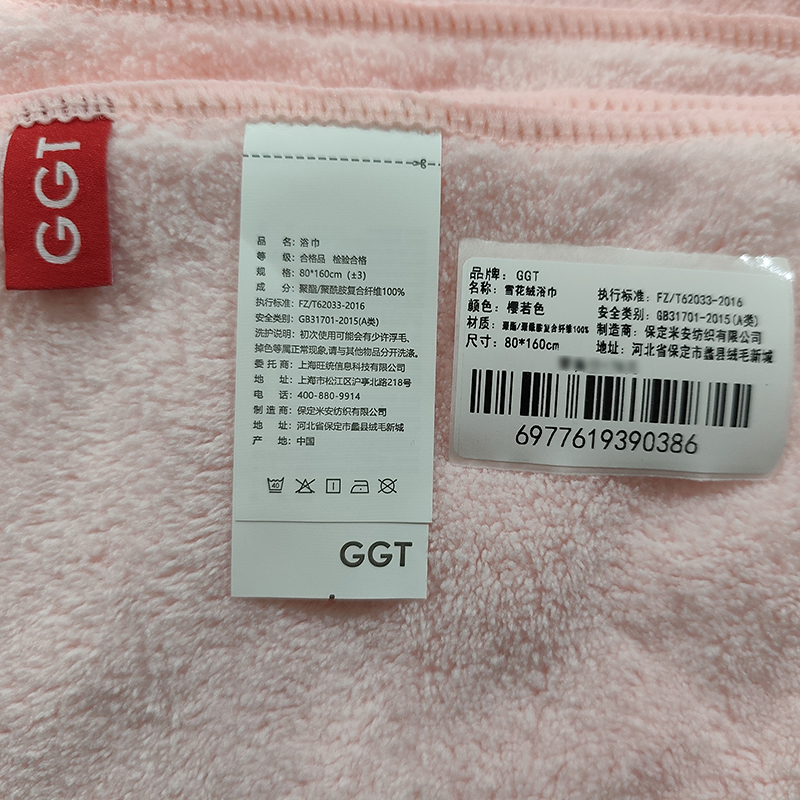 GGT
品 名：浴巾
等 级：合格品 检验合格
规 格：80*160cm（±3）
成 分：聚酯/聚酰胺复合纤维100%
执行标准：FZ/T62033-2016
安全类别：GB31701-2015(A类)
洗护说明：初次使用可能会有少许浮毛、
掉色等属正常现象,请与其他物品分开洗涤。
委 托 商：上海旺统信息科技有限公司
地 址：上海市松江区沪亭北路218号
电 话：400-880-9914
制 造 商：保定米安纺织有限公司
地 址：河北省保定市蠡县绒毛新城
产 地：中国
40
GGT
品牌：GGT
名称：雪花绒浴巾
颜色：樱若色
材质：聚酯/聚酰胺复合纤维100%
尺寸：80*160cm
执行标准：FZ/T62033-2016
安全类别：GB31701-2015(A类)
制造商：保定米安纺织有限公司
地址：河北省保定市蠡县绒毛新城
6977619390386